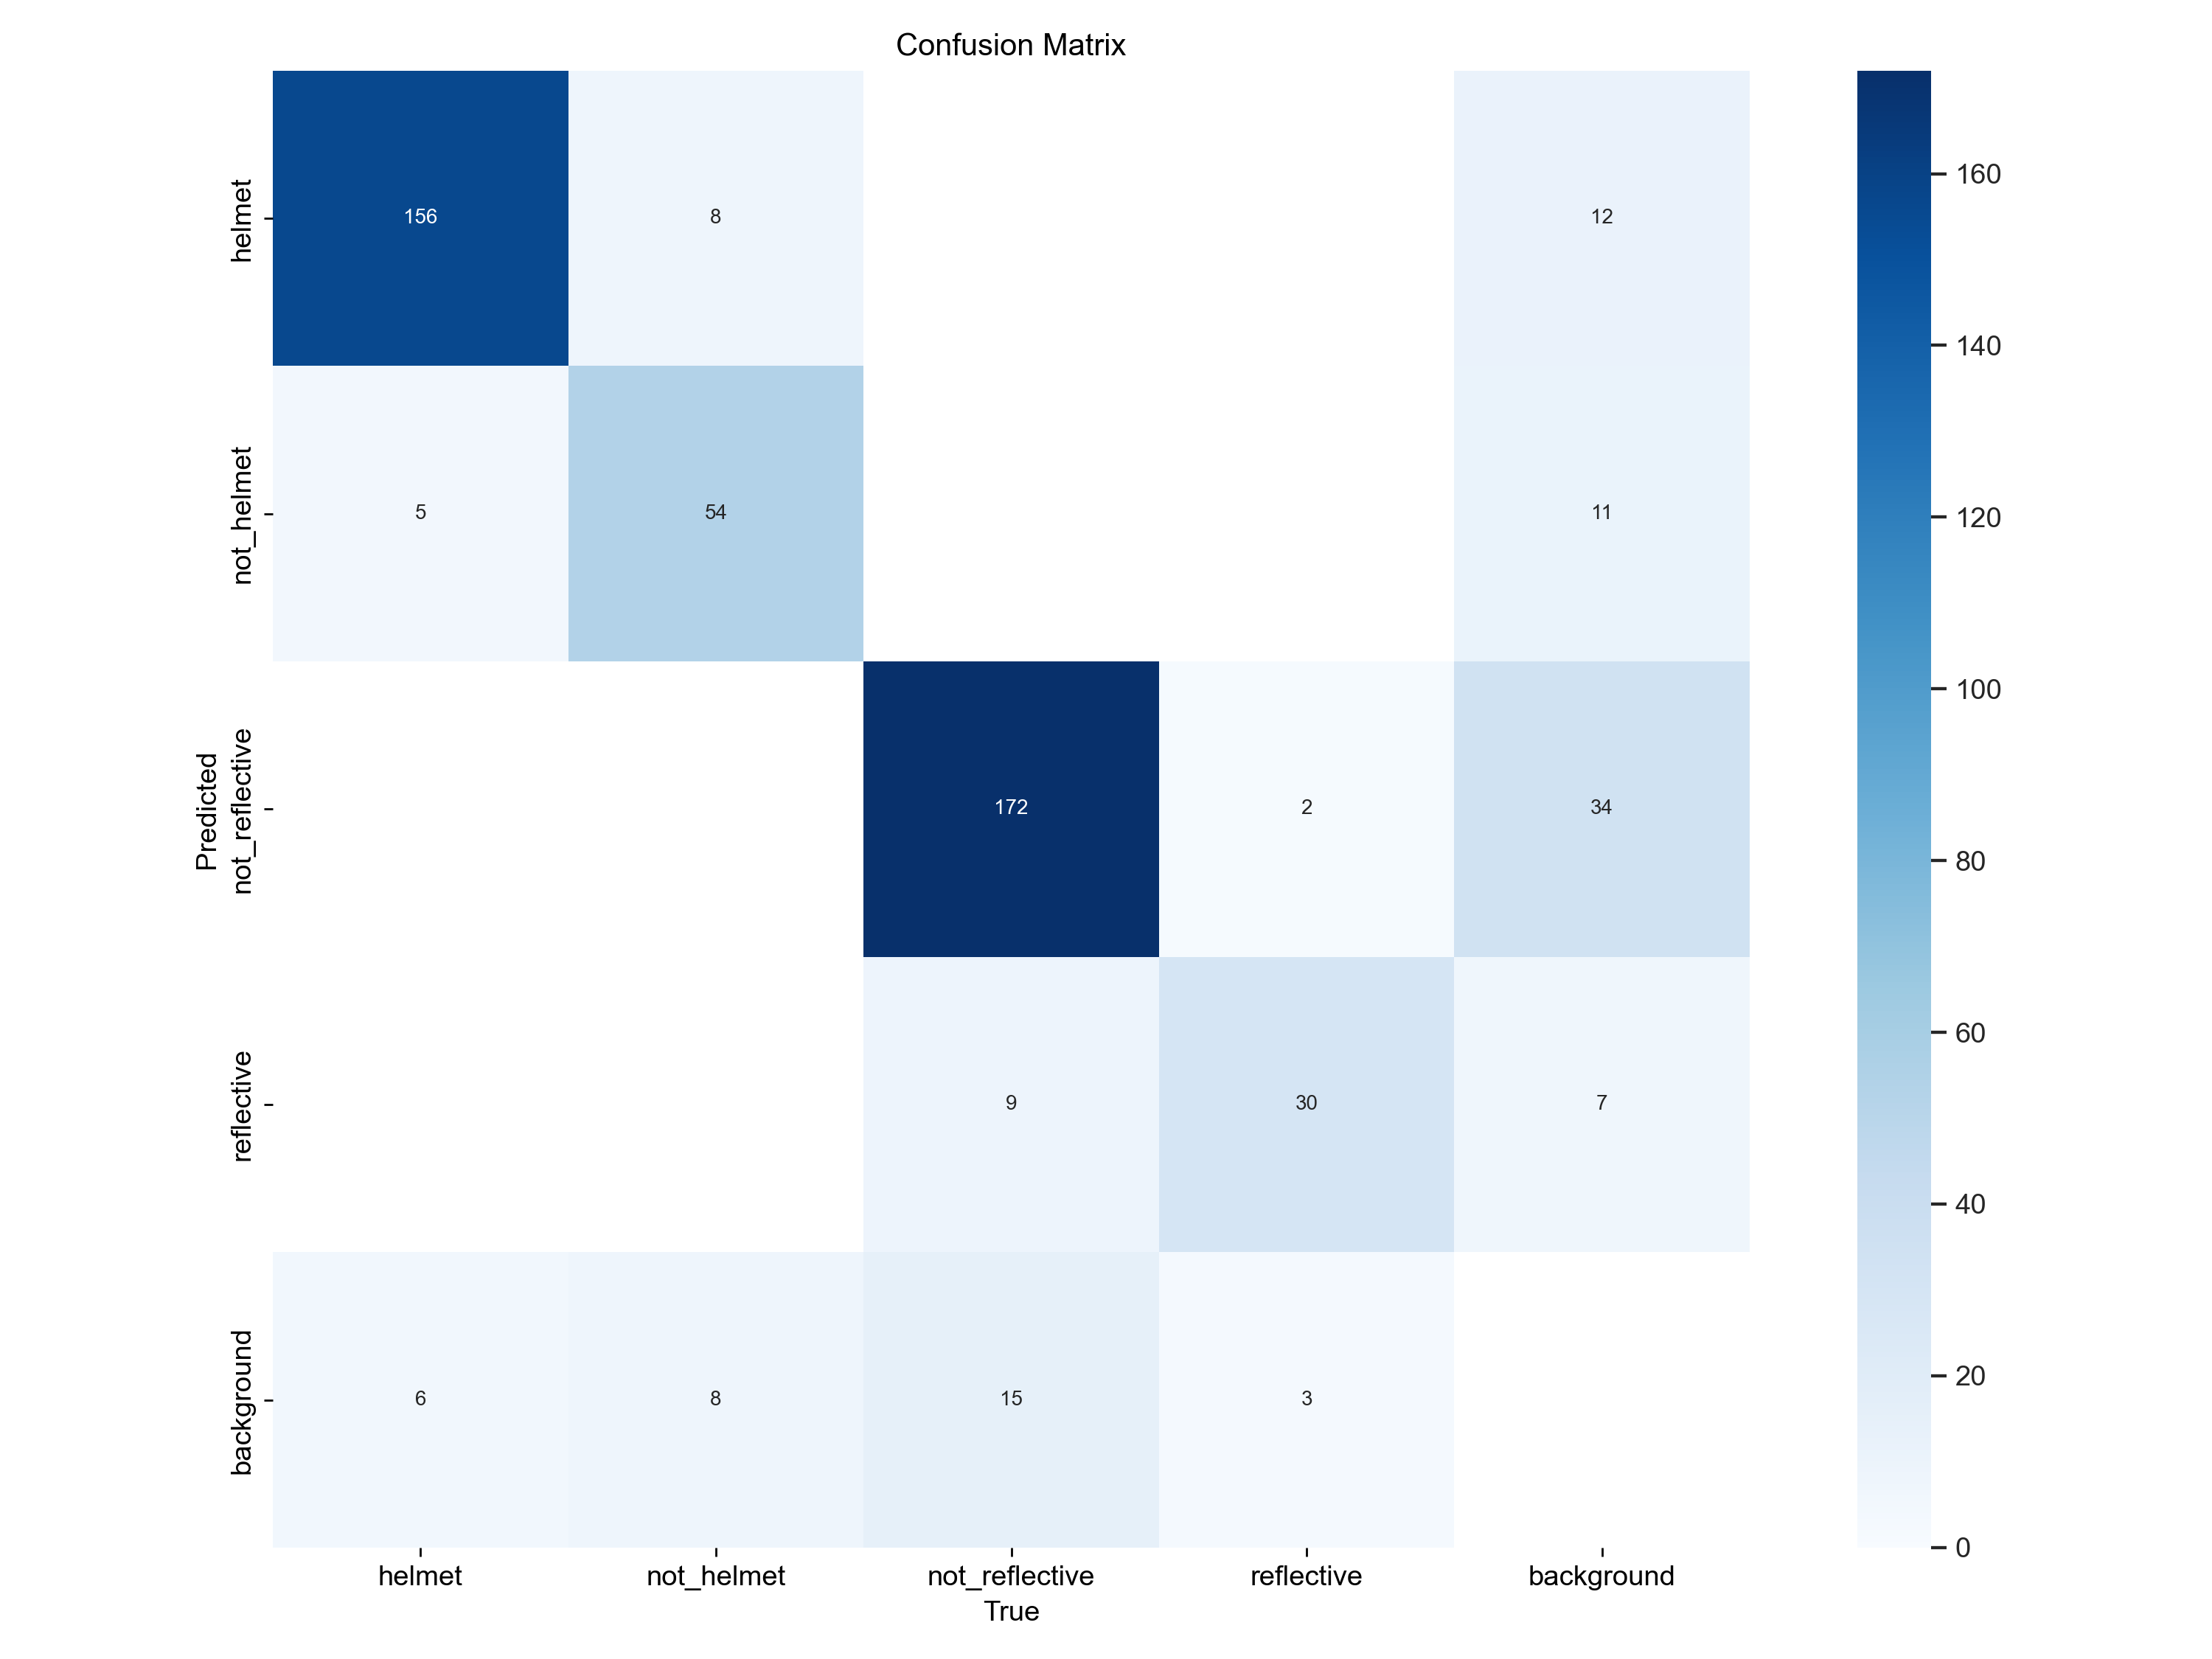 Confusion Matrix
helmet
156
8
12
160
140
not_helmet
5
54
11
120
100
Predicted
not_reflective
172
2
34
80
60
reflective
9
30
7
40
20
background
6
8
15
3
0
helmet
not_helmet
not_reflective
reflective
background
True